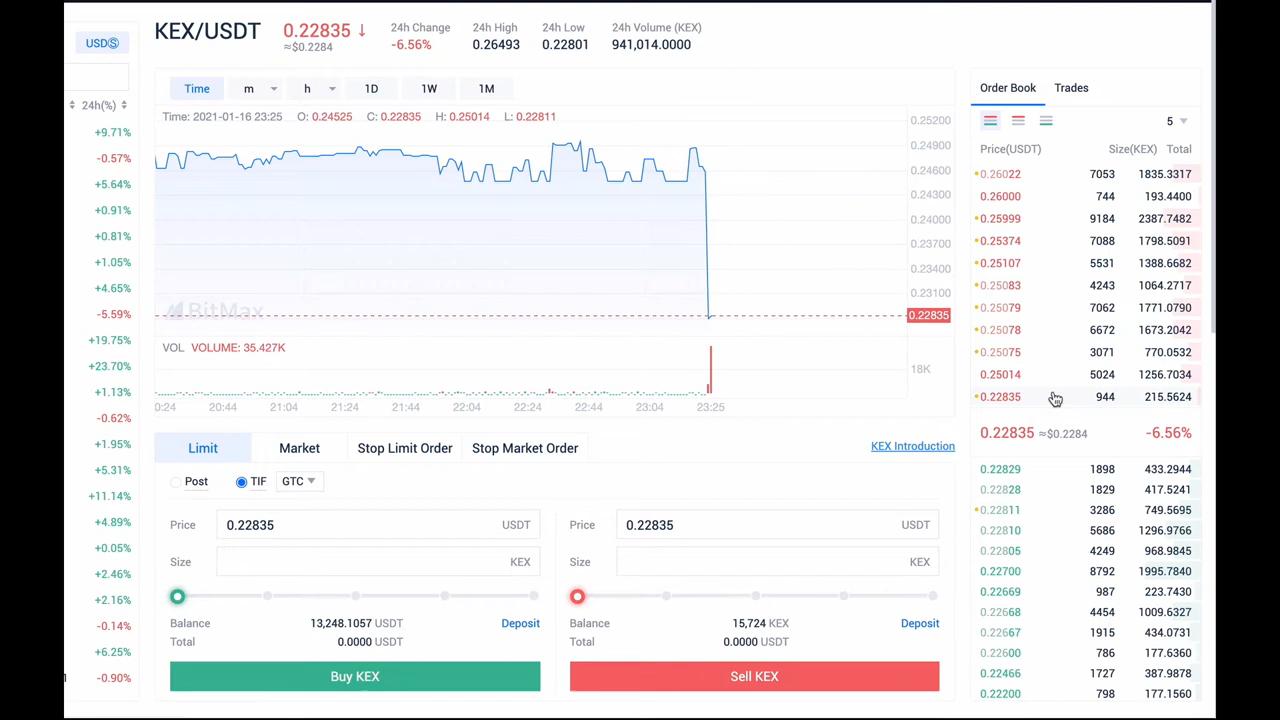 USDⓈ
24h(%)
+9.71%
-0.57%
+5.64%
+0.91%
+0.81%
+1.05%
+4.65%
-5.59%
+19.75%
+23.70%
+1.13%
-0.62%
+1.95%
+5.31%
+11.14%
+4.89%
+0.05%
+2.46%
+2.16%
-0.14%
+6.25%
-0.90%
KEX/USDT
0.22835 ↓
≈$0.2284
24h Change
-6.56%
24h High
0.26493
24h Low
0.22801
24h Volume (KEX)
941,014.0000
Time m h 1D 1W 1M
Time: 2021-01-16 23:25 O: 0.24525 C: 0.22835 H: 0.25014 L: 0.22811
0.25200
0.24900
0.24600
0.24300
0.24000
0.23700
0.23400
0.23100
0.22835
BitMax
VOL VOLUME: 35.427K
18K
0:24 20:44 21:04 21:24 21:44 22:04 22:24 22:44 23:04 23:25
Limit Market Stop Limit Order Stop Market Order KEX Introduction
Post TIF GTC
Price 0.22835 USDT
Size KEX
Balance 13,248.1057 USDT Deposit
Total 0.0000 USDT
Buy KEX
Price 0.22835 USDT
Size KEX
Balance 15,724 KEX Deposit
Total 0.0000 USDT
Sell KEX
Order Book Trades
5
Price(USDT) Size(KEX) Total
0.26022 7053 1835.3317
0.26000 744 193.4400
0.25999 9184 2387.7482
0.25374 7088 1798.5091
0.25107 5531 1388.6682
0.25083 4243 1064.2717
0.25079 7062 1771.0790
0.25078 6672 1673.2042
0.25075 3071 770.0532
0.25014 5024 1256.7034
0.22835 944 215.5624
0.22835 ≈$0.2284 -6.56%
0.22829 1898 433.2944
0.22828 1829 417.5241
0.22811 3286 749.5695
0.22810 5686 1296.9766
0.22805 4249 968.9845
0.22700 8792 1995.7840
0.22669 987 223.7430
0.22668 4454 1009.6327
0.22667 1915 434.0731
0.22600 786 177.6360
0.22466 1727 387.9878
0.22200 798 177.1560